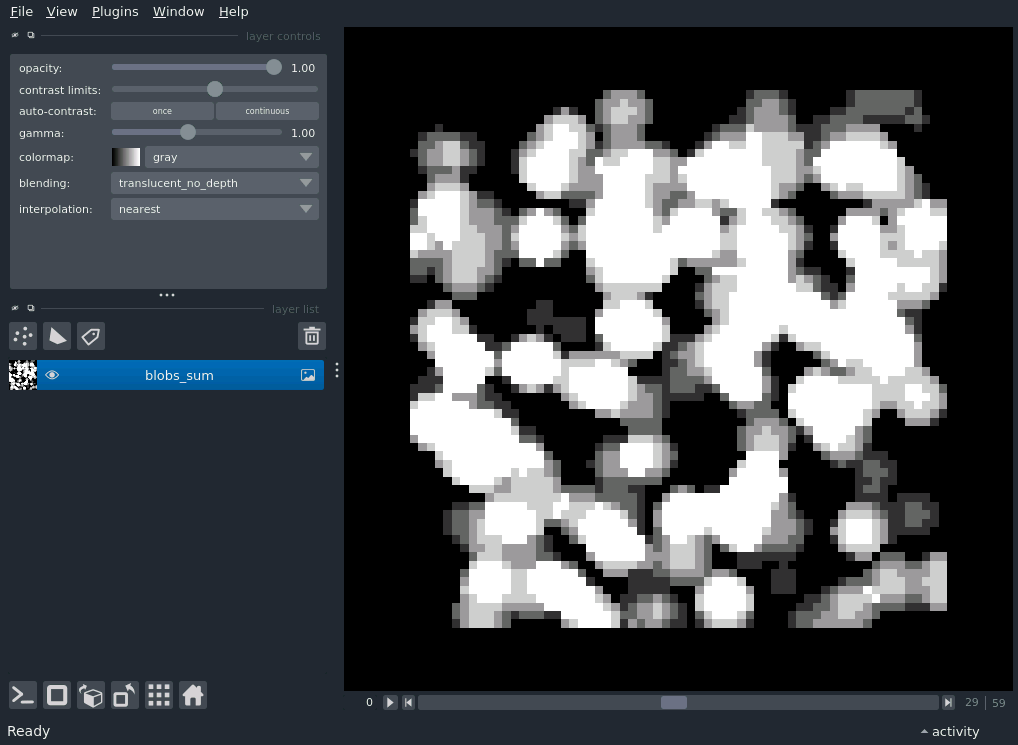 File View Plugins Window Help
layer controls
opacity: 1.00
contrast limits:
auto-contrast: once continuous
gamma: 1.00
colormap: gray
blending: translucent_no_depth
interpolation: nearest
layer list
blobs_sum
0 29 59
Ready activity